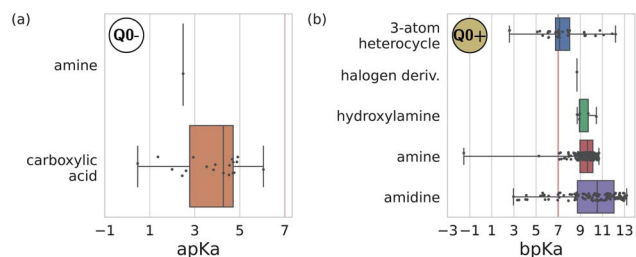 (a)
Q0-
amine
carboxylic
acid
−1 1 3 5 7
apKa
(b)
Q0+
3-atom
heterocycle
halogen deriv.
hydroxylamine
amine
amidine
−3 −1 1 3 5 7 9 11 13
bpKa